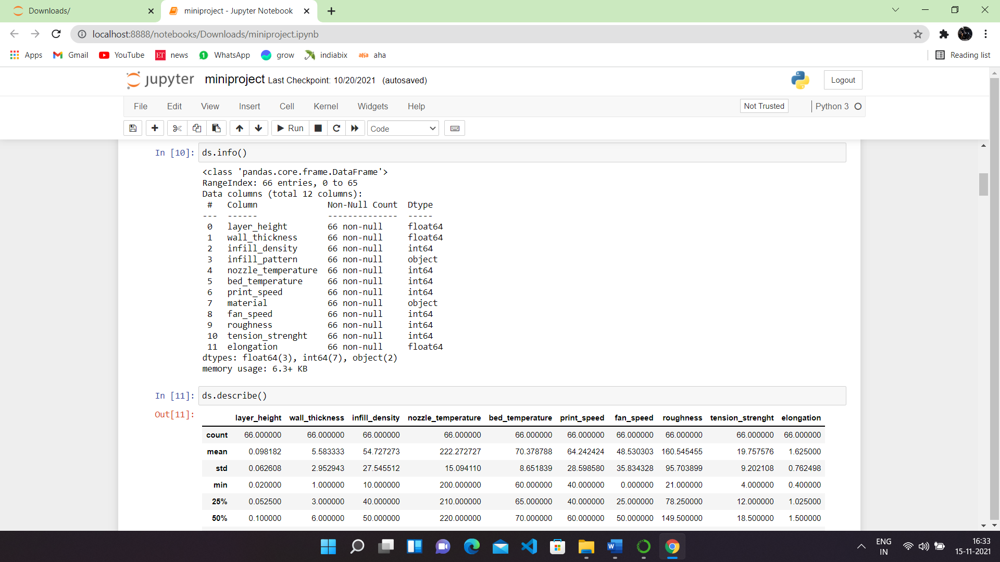 Downloads/
miniproject - Jupyter Notebook
localhost:8888/notebooks/Downloads/miniproject.ipynb
Apps Gmail YouTube ET news 1 WhatsApp grow indiabix aha aha Reading list
jupyter miniproject Last Checkpoint: 10/20/2021 (autosaved) Logout
File Edit View Insert Cell Kernel Widgets Help Not Trusted Python 3
Run Code
In [10]: ds.info()
<class 'pandas.core.frame.DataFrame'>
RangeIndex: 66 entries, 0 to 65
Data columns (total 12 columns):
# Column Non-Null Count Dtype
--- ------ -------------- -----
0 layer_height 66 non-null float64
1 wall_thickness 66 non-null float64
2 infill_density 66 non-null int64
3 infill_pattern 66 non-null object
4 nozzle_temperature 66 non-null int64
5 bed_temperature 66 non-null int64
6 print_speed 66 non-null int64
7 material 66 non-null object
8 fan_speed 66 non-null int64
9 roughness 66 non-null int64
10 tension_strenght 66 non-null int64
11 elongation 66 non-null float64
dtypes: float64(3), int64(7), object(2)
memory usage: 6.3+ KB
In [11]: ds.describe()
Out[11]:
layer_height wall_thickness infill_density nozzle_temperature bed_temperature print_speed fan_speed roughness tension_strenght elongation
count 66.000000 66.000000 66.000000 66.000000 66.000000 66.000000 66.000000 66.000000 66.000000 66.000000
mean 0.098182 5.583333 54.727273 222.272727 70.378788 64.242424 48.530303 160.545455 19.757576 1.625000
std 0.062608 2.952943 27.545512 15.094110 8.651839 28.598580 35.834328 95.703899 9.202108 0.762498
min 0.020000 1.000000 10.000000 200.000000 60.000000 40.000000 0.000000 21.000000 4.000000 0.400000
25% 0.052500 3.000000 40.000000 210.000000 65.000000 40.000000 25.000000 78.250000 12.000000 1.025000
50% 0.100000 6.000000 50.000000 220.000000 70.000000 60.000000 50.000000 149.500000 18.500000 1.500000
W
ENG
IN
16:33
15-11-2021